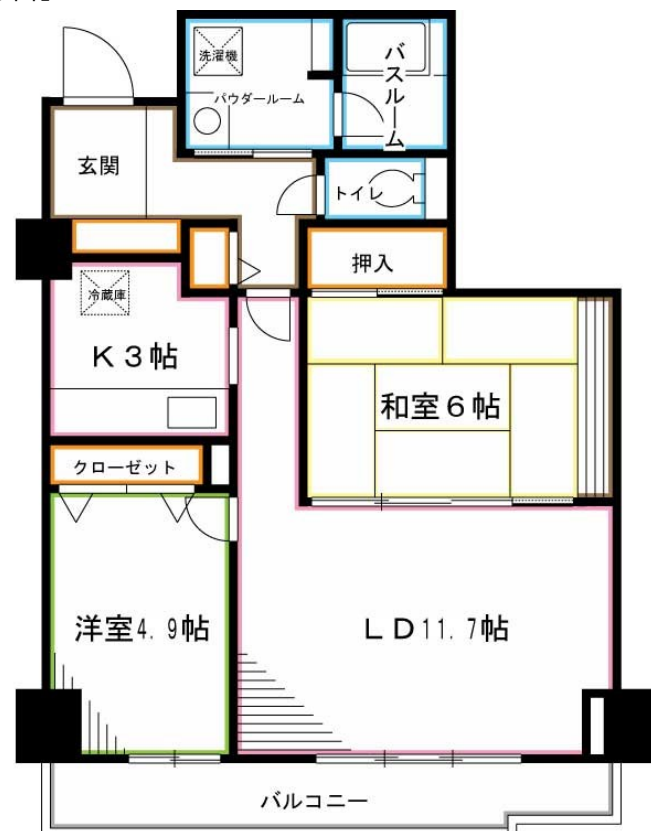 洗濯機
パウダールーム
バスルーム
玄関
トイレ
押入
冷蔵庫
K3帖
和室6帖
クローゼット
洋室4.9帖
LD11.7帖
バルコニー